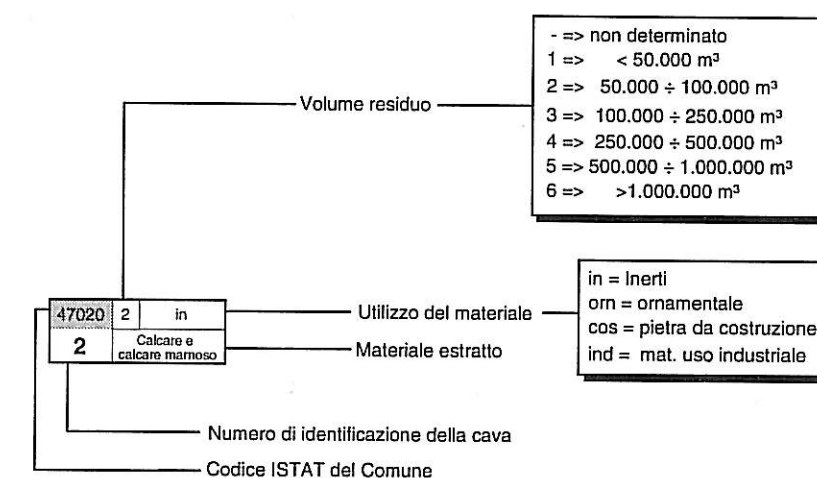 - => non determinato
1 => < 50.000 m³
2 => 50.000 ÷ 100.000 m³
3 => 100.000 ÷ 250.000 m³
4 => 250.000 ÷ 500.000 m³
5 => 500.000 ÷ 1.000.000 m³
6 => >1.000.000 m³
Volume residuo
in = Inerti
orn = ornamentale
cos = pietra da costruzione
ind = mat. uso industriale
47020 2 in
2
Calcare e
calcare marnoso
Utilizzo del materiale
Materiale estratto
Numero di identificazione della cava
Codice ISTAT del Comune